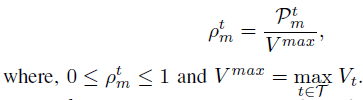 ρ_m^t = 𝒫_m^t / V^{max},
where, 0 ≤ ρ_m^t ≤ 1 and V^{max} = max_{t∈𝒯} V_t.